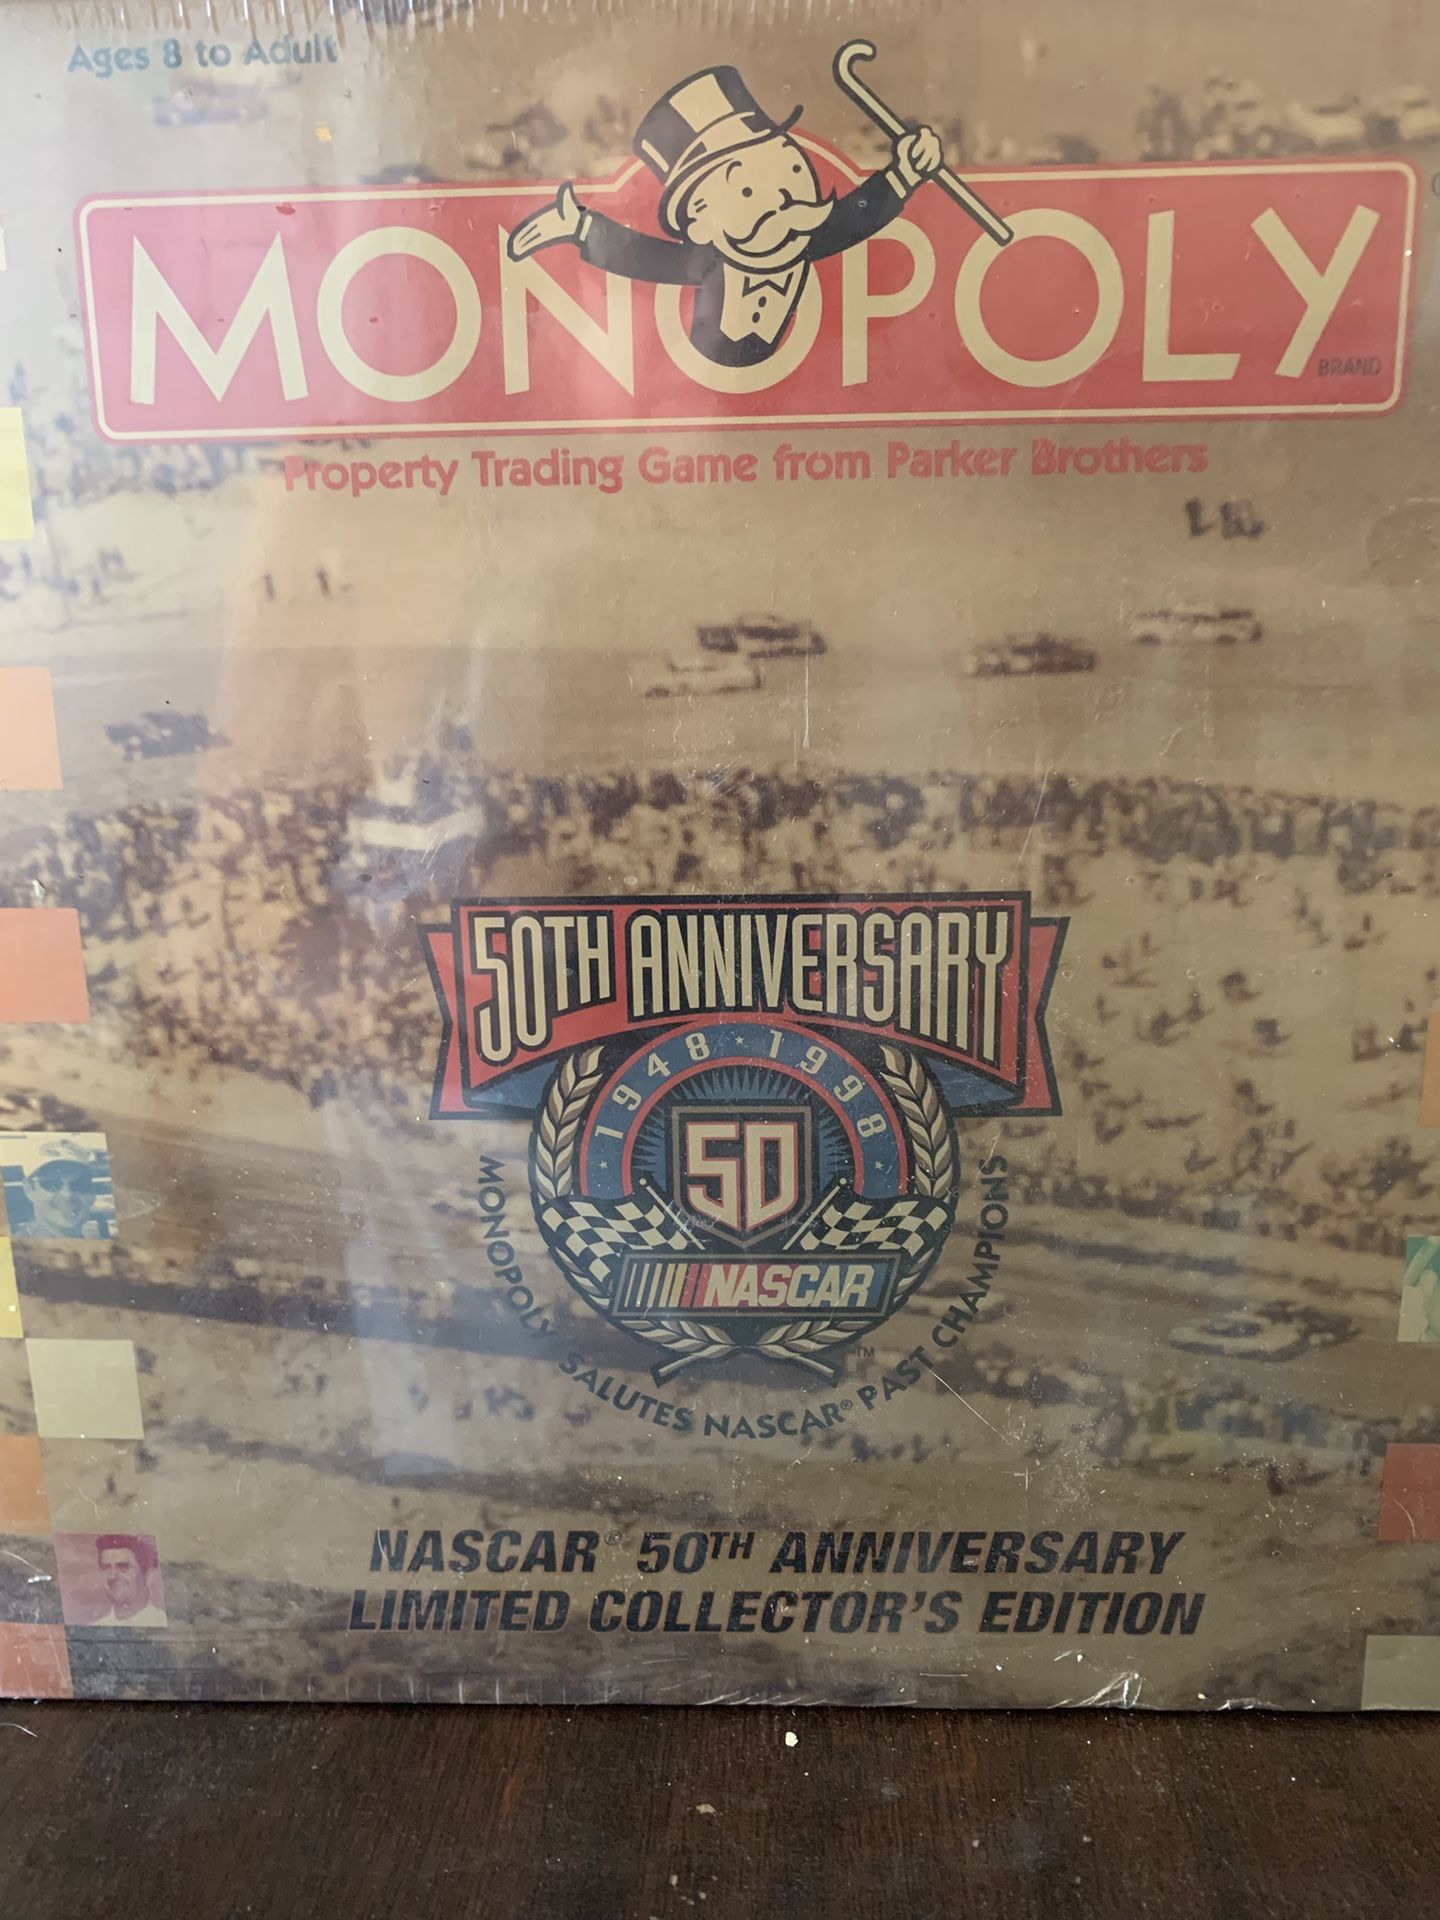 Ages 8 to Adult
MONOPOLY
BRAND
Property Trading Game from Parker Brothers
50TH ANNIVERSARY
1948 ★ 1998
50
NASCAR
TM
MONOPOLY SALUTES NASCAR® PAST CHAMPIONS
NASCAR® 50TH ANNIVERSARY
LIMITED COLLECTOR'S EDITION